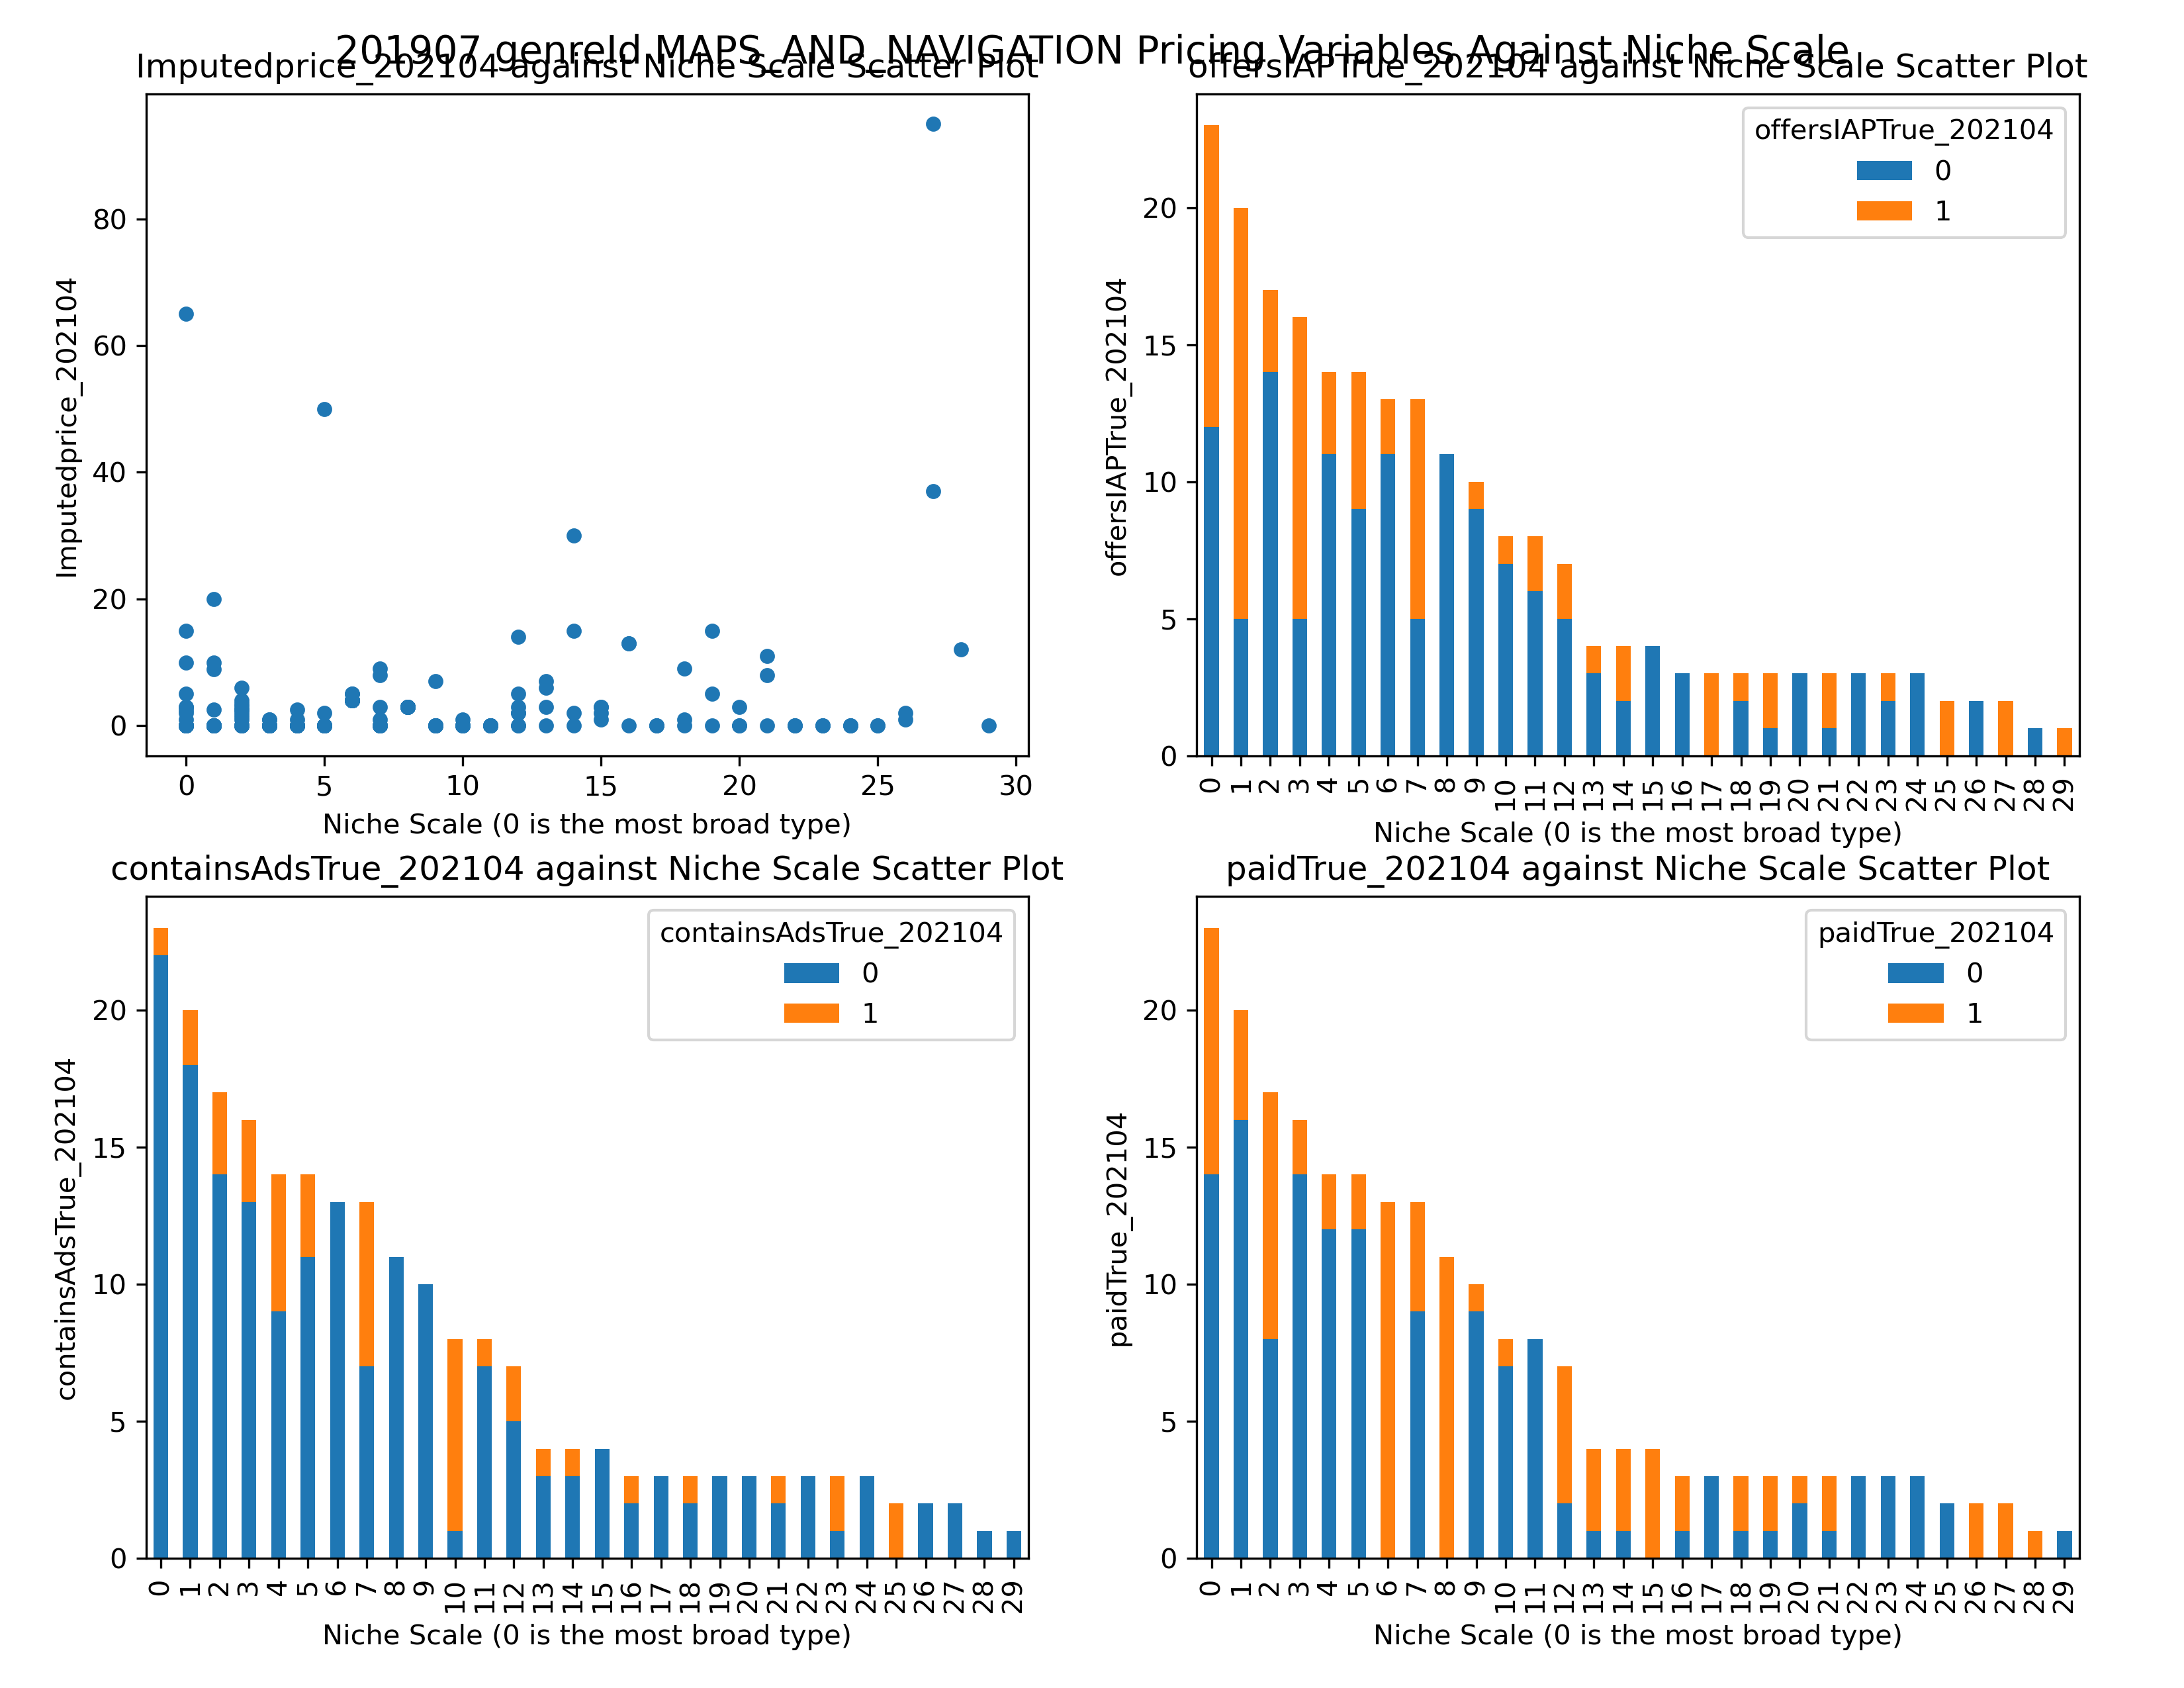 201907 genreId MAPS_AND_NAVIGATION Pricing Variables Against Niche Scale
Imputedprice_202104 against Niche Scale Scatter Plot
Imputedprice_202104
80
60
40
20
0
0 5 10 15 20 25 30
Niche Scale (0 is the most broad type)
offersIAPTrue_202104 against Niche Scale Scatter Plot
offersIAPTrue_202104
0
1
offersIAPTrue_202104
20
15
10
5
0
0 1 2 3 4 5 6 7 8 9 10 11 12 13 14 15 16 17 18 19 20 21 22 23 24 25 26 27 28 29
Niche Scale (0 is the most broad type)
containsAdsTrue_202104 against Niche Scale Scatter Plot
containsAdsTrue_202104
0
1
containsAdsTrue_202104
20
15
10
5
0
0 1 2 3 4 5 6 7 8 9 10 11 12 13 14 15 16 17 18 19 20 21 22 23 24 25 26 27 28 29
Niche Scale (0 is the most broad type)
paidTrue_202104 against Niche Scale Scatter Plot
paidTrue_202104
0
1
paidTrue_202104
20
15
10
5
0
0 1 2 3 4 5 6 7 8 9 10 11 12 13 14 15 16 17 18 19 20 21 22 23 24 25 26 27 28 29
Niche Scale (0 is the most broad type)